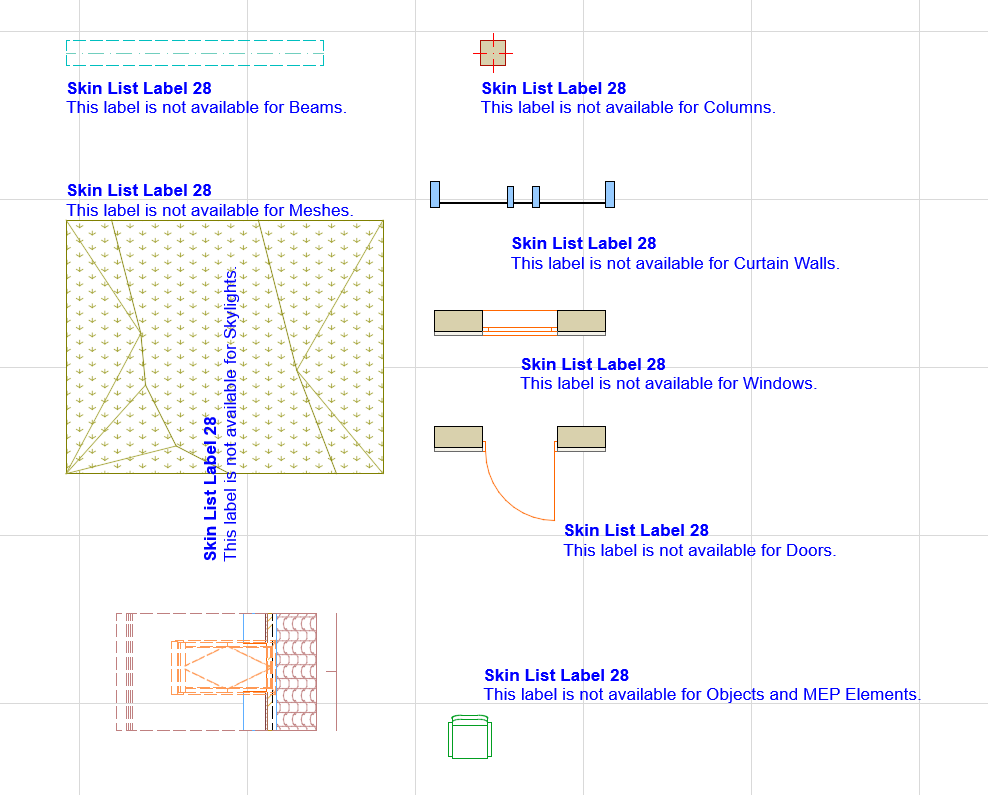 Skin List Label 28
This label is not available for Beams.
Skin List Label 28
This label is not available for Columns.
Skin List Label 28
This label is not available for Meshes.
Skin List Label 28
This label is not available for Curtain Walls.
Skin List Label 28
This label is not available for Skylights.
Skin List Label 28
This label is not available for Windows.
Skin List Label 28
This label is not available for Doors.
Skin List Label 28
This label is not available for Objects and MEP Elements.